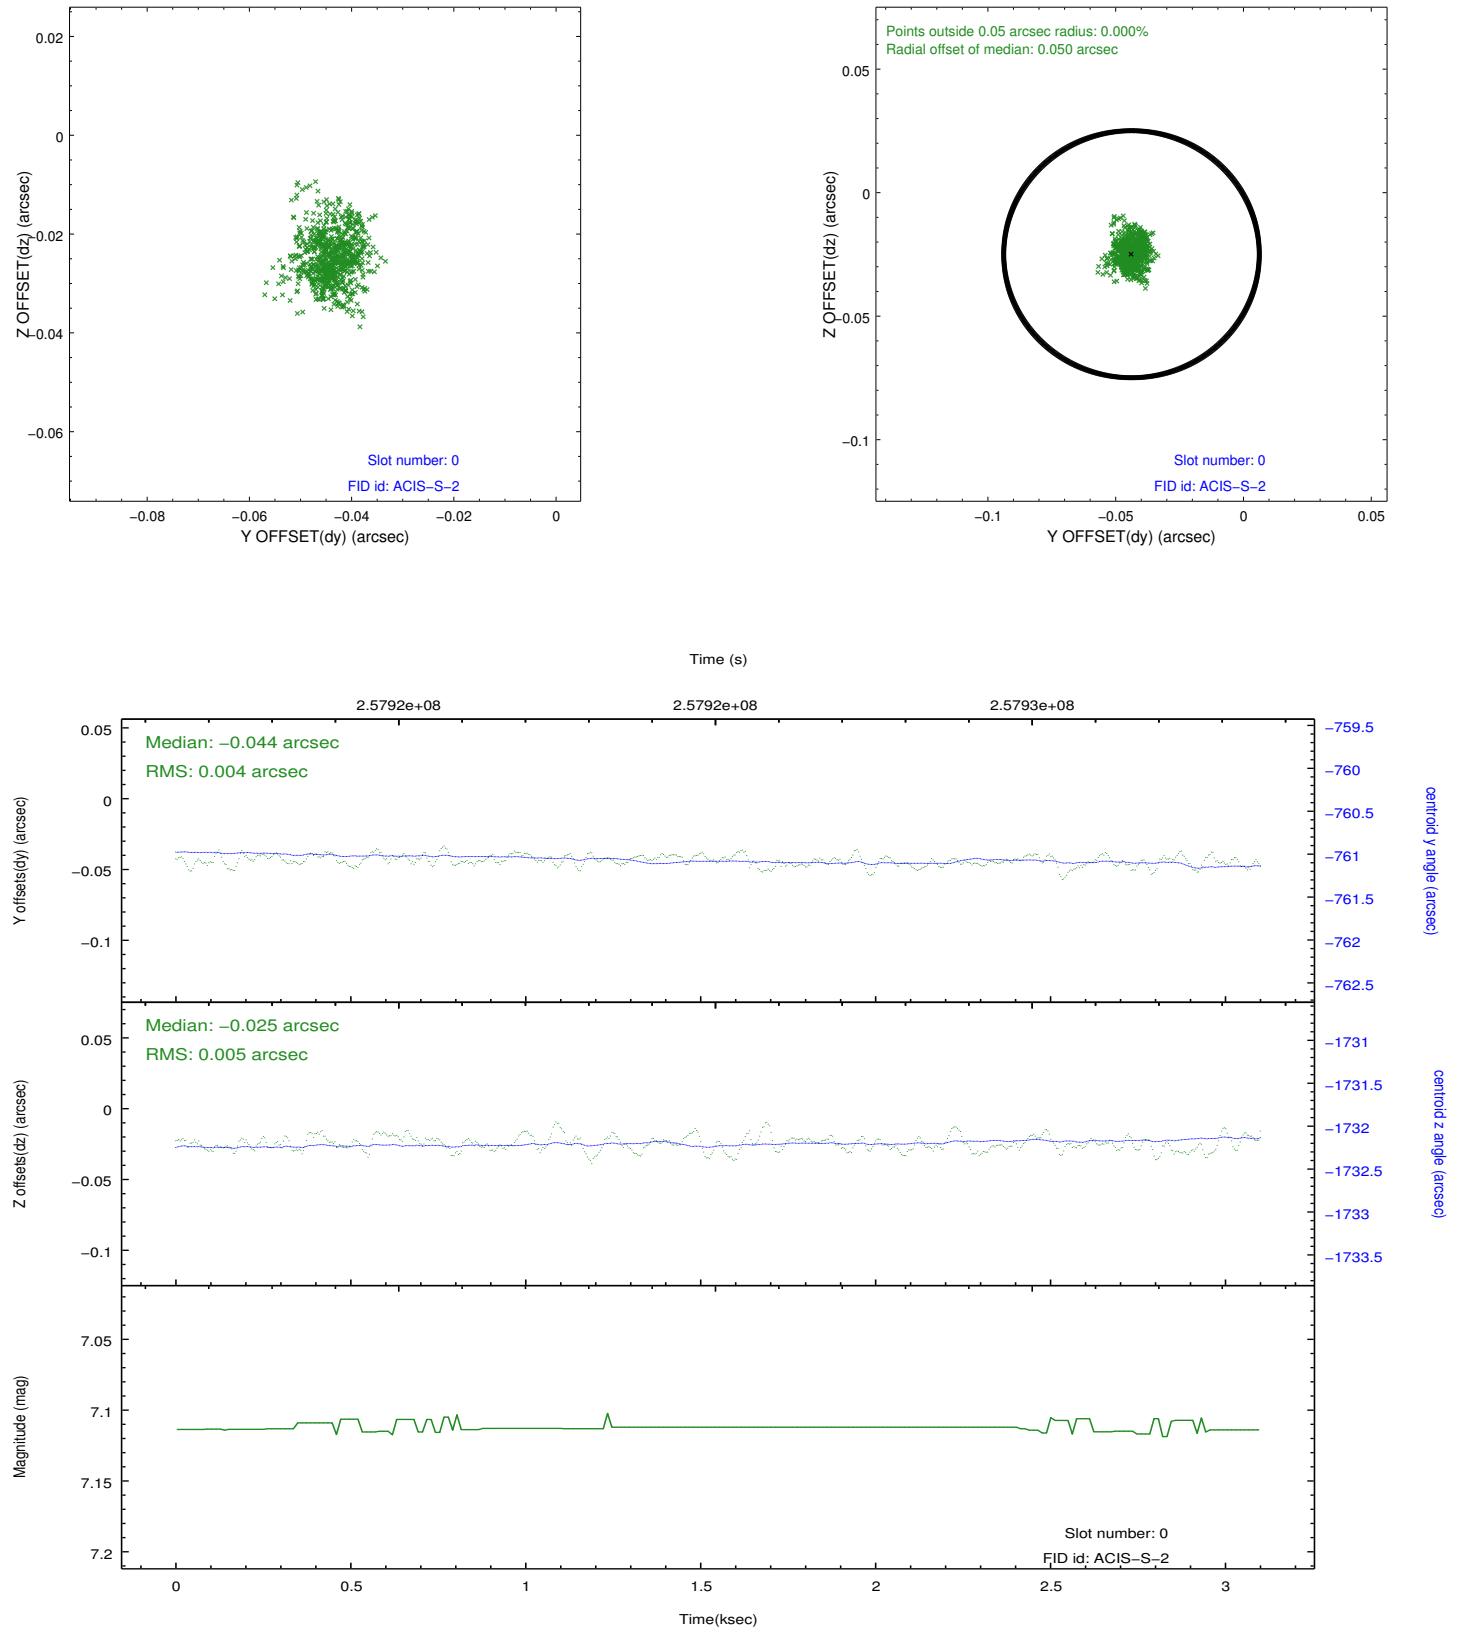 0.02
0
−0.02
−0.04
−0.06
Z OFFSET(dz) (arcsec)
Slot number: 0
FID id: ACIS−S−2
−0.08
−0.06
−0.04
−0.02
0
Y OFFSET(dy) (arcsec)
Points outside 0.05 arcsec radius: 0.000%
Radial offset of median: 0.050 arcsec
0.05
0
−0.05
−0.1
Z OFFSET(dz) (arcsec)
Slot number: 0
FID id: ACIS−S−2
−0.1
−0.05
0
0.05
Y OFFSET(dy) (arcsec)
Time (s)
2.5792e+08
2.5792e+08
2.5793e+08
Median: −0.044 arcsec
RMS: 0.004 arcsec
0.05
0
−0.05
−0.1
Y offsets(dy) (arcsec)
−759.5
−760
−760.5
−761
−761.5
−762
−762.5
centroid y angle (arcsec)
Median: −0.025 arcsec
RMS: 0.005 arcsec
0.05
0
−0.05
−0.1
Z offsets(dz) (arcsec)
−1731
−1731.5
−1732
−1732.5
−1733
−1733.5
centroid z angle (arcsec)
7.05
7.1
7.15
7.2
Magnitude (mag)
Slot number: 0
FID id: ACIS−S−2
0
0.5
1
1.5
2
2.5
3
Time(ksec)